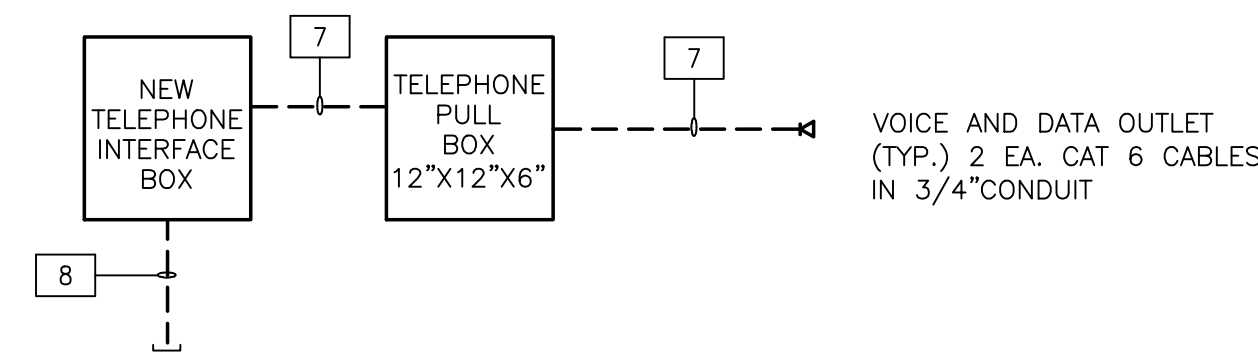 7
7
NEW
TELEPHONE
INTERFACE
BOX
TELEPHONE
PULL
BOX
12"X12"X6"
VOICE AND DATA OUTLET
(TYP.) 2 EA. CAT 6 CABLES
IN 3/4"CONDUIT
8